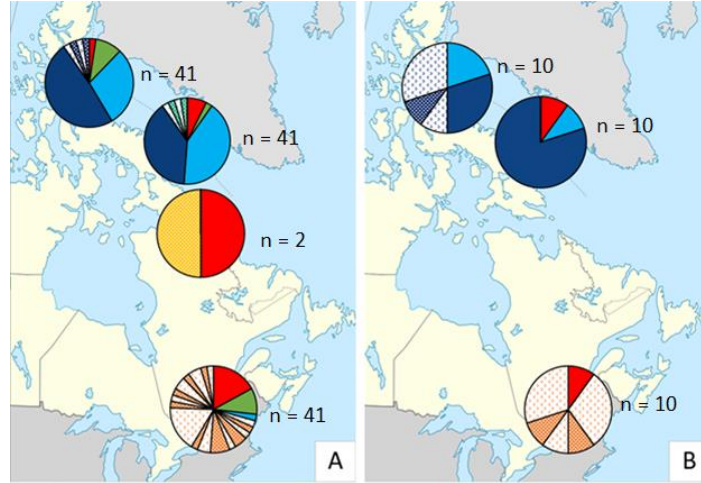 n = 41
n = 41
n = 2
n = 41
A
n = 10
n = 10
n = 10
B